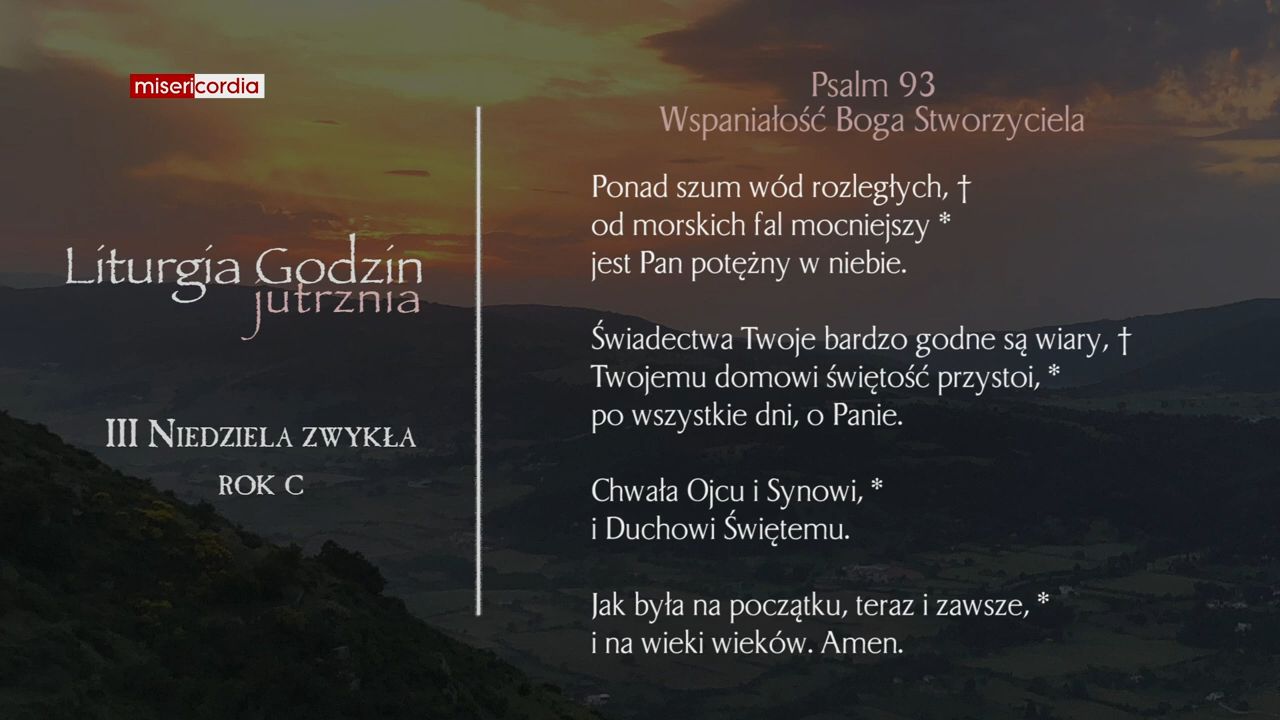 misericordia
Liturgia Godzin
jutrznia
III Niedziela zwykła
rok C
Psalm 93
Wspaniałość Boga Stworzyciela
Ponad szum wód rozległych, †
od morskich fal mocniejszy *
jest Pan potężny w niebie.
Świadectwa Twoje bardzo godne są wiary, †
Twojemu domowi świętość przystoi, *
po wszystkie dni, o Panie.
Chwała Ojcu i Synowi, *
i Duchowi Świętemu.
Jak była na początku, teraz i zawsze, *
i na wieki wieków. Amen.